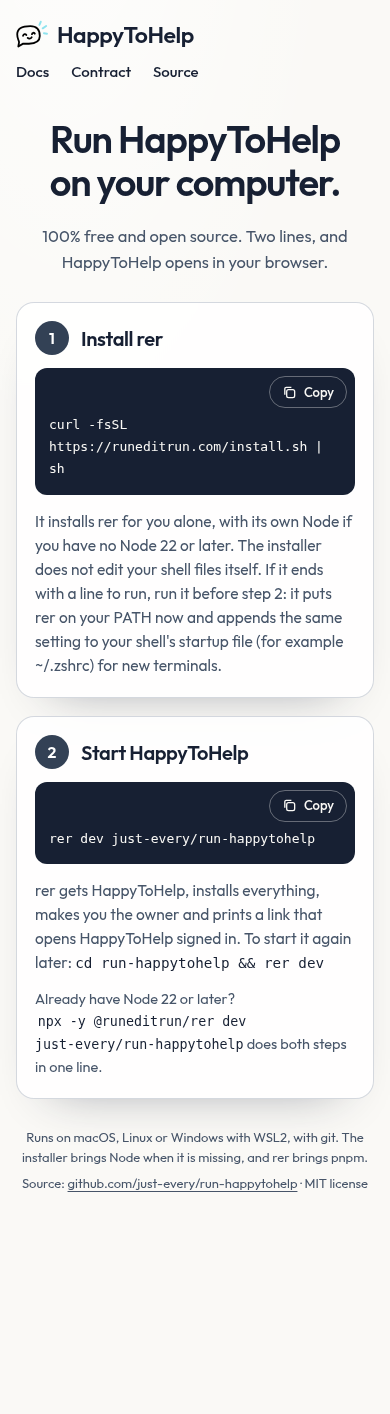 HappyToHelp
Docs Contract Source
Run HappyToHelp
on your computer.
100% free and open source. Two lines, and
HappyToHelp opens in your browser.
1 Install rer
Copy
curl -fsSL
https://runeditrun.com/install.sh |
sh
It installs rer for you alone, with its own Node if
you have no Node 22 or later. The installer
does not edit your shell files itself. If it ends
with a line to run, run it before step 2: it puts
rer on your PATH now and appends the same
setting to your shell's startup file (for example
~/.zshrc) for new terminals.
2 Start HappyToHelp
Copy
rer dev just-every/run-happytohelp
rer gets HappyToHelp, installs everything,
makes you the owner and prints a link that
opens HappyToHelp signed in. To start it again
later: cd run-happytohelp && rer dev
Already have Node 22 or later?
npx -y @runeditrun/rer dev
just-every/run-happytohelp does both steps
in one line.
Runs on macOS, Linux or Windows with WSL2, with git. The
installer brings Node when it is missing, and rer brings pnpm.
Source: github.com/just-every/run-happytohelp · MIT license